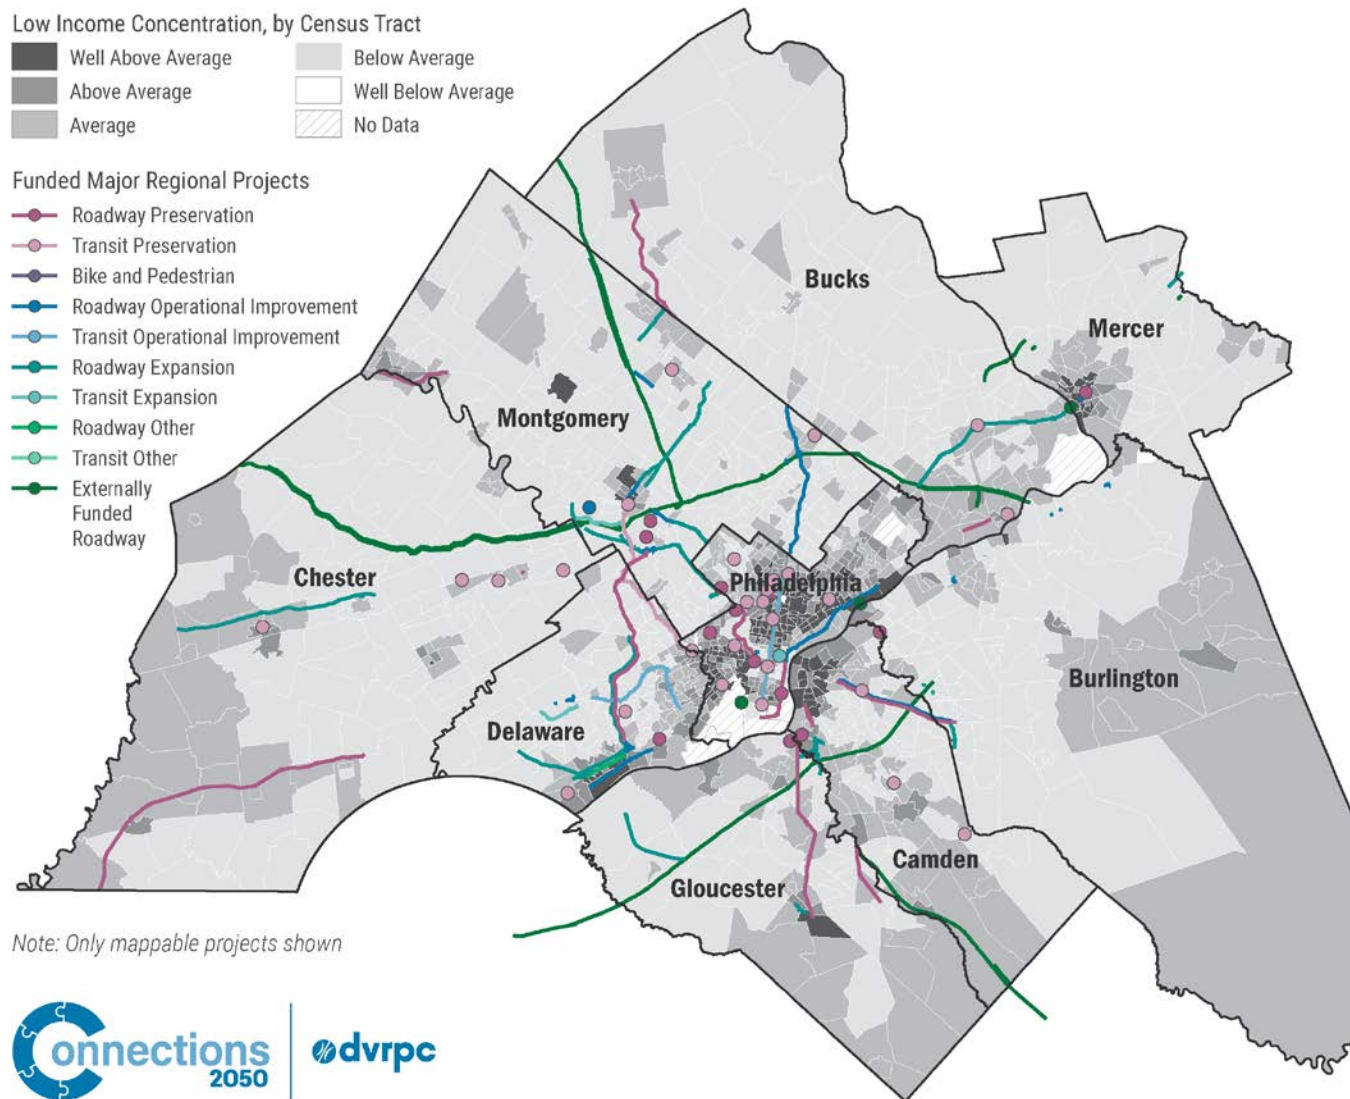 Low Income Concentration, by Census Tract
Well Above Average
Above Average
Average
Below Average
Well Below Average
No Data
Funded Major Regional Projects
Roadway Preservation
Transit Preservation
Bike and Pedestrian
Roadway Operational Improvement
Transit Operational Improvement
Roadway Expansion
Transit Expansion
Roadway Other
Transit Other
Externally
Funded
Roadway
Bucks
Mercer
Montgomery
Chester
Philadelphia
Burlington
Delaware
Camden
Gloucester
Note: Only mappable projects shown
Connections
2050
dvrpc